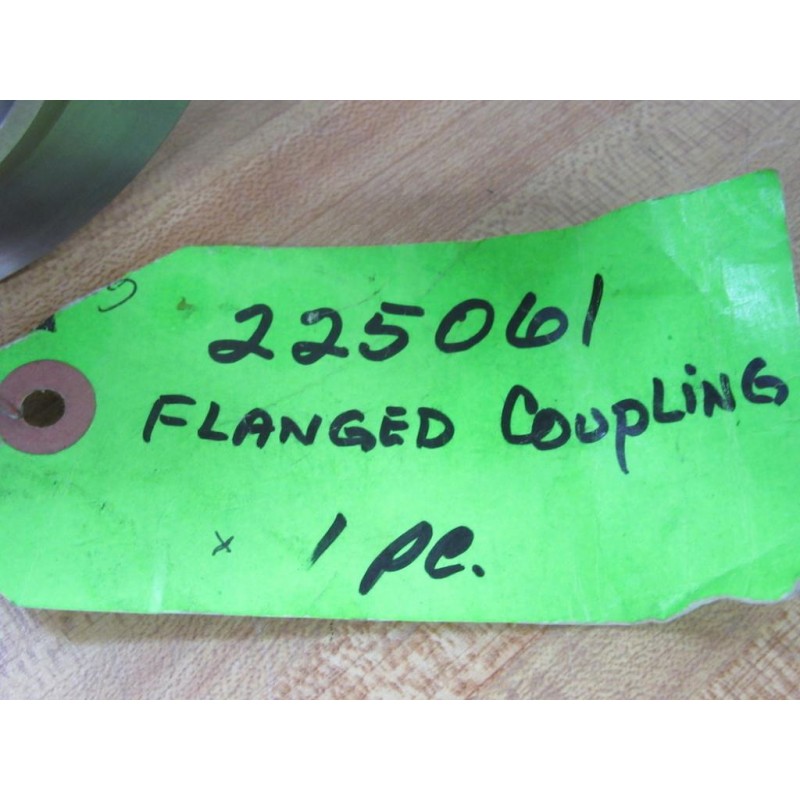 225061
FLANGED COUPLING
x 1 pc.